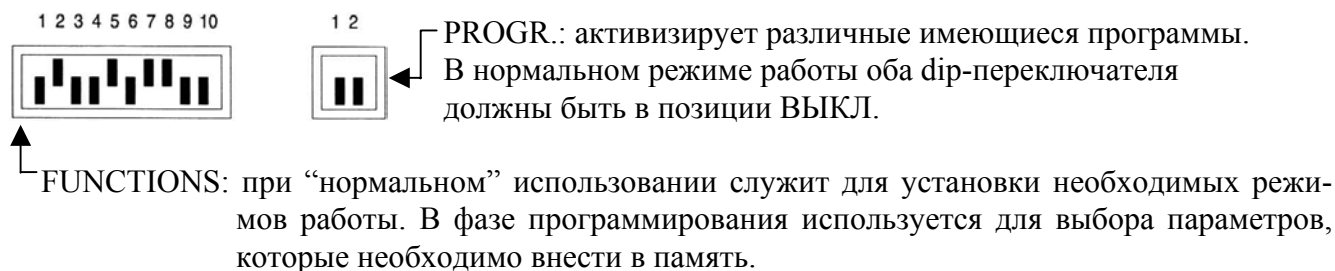 1 2 3 4 5 6 7 8 9 10
1 2
PROGR.: активизирует различные имеющиеся программы.
В нормальном режиме работы оба dip-переключателя
должны быть в позиции ВЫКЛ.
FUNCTIONS: при “нормальном” использовании служит для установки необходимых режи-
мов работы. В фазе программирования используется для выбора параметров,
которые необходимо внести в память.